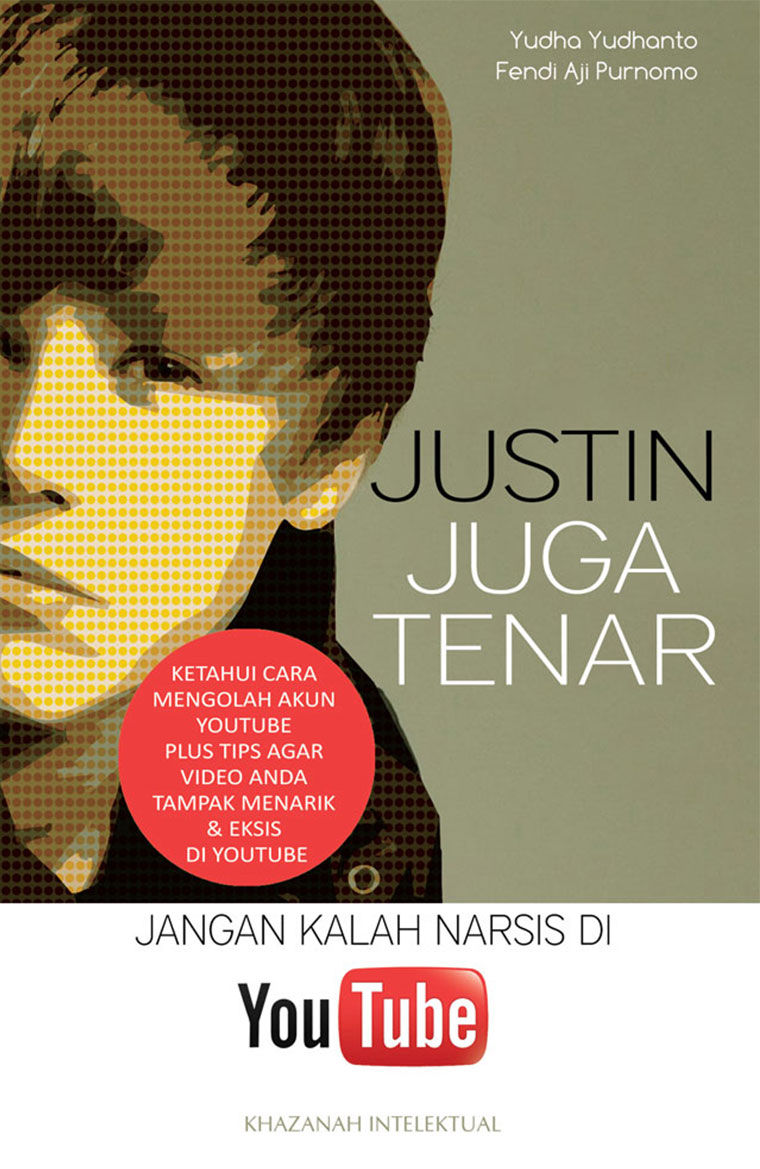 Yudha Yudhanto
Fendi Aji Purnomo
JUSTIN
JUGA
TENAR
KETAHUI CARA
MENGOLAH AKUN
YOUTUBE
PLUS TIPS AGAR
VIDEO ANDA
TAMPAK MENARIK
& EKSIS
DI YOUTUBE
JANGAN KALAH NARSIS DI
YouTube
KHAZANAH INTELEKTUAL